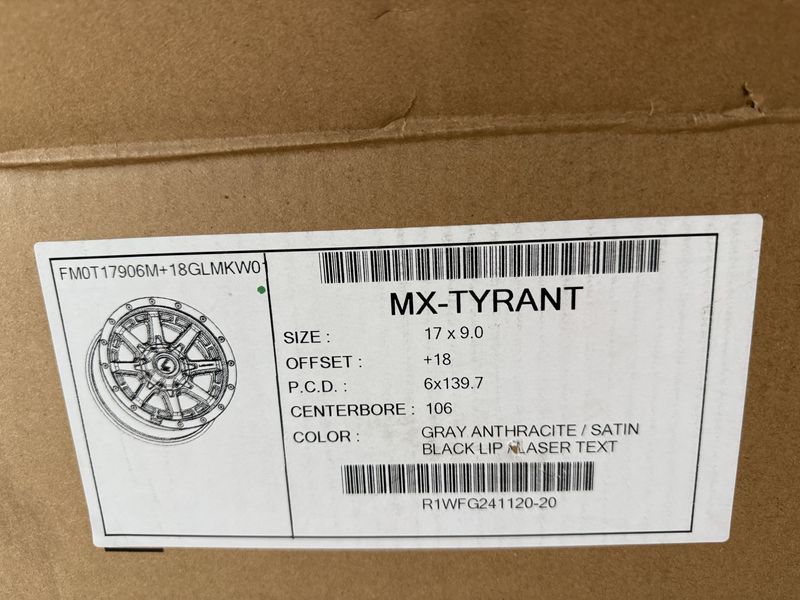 FM0T17906M+18GLMKW01
MX-TYRANT
SIZE : 17 x 9.0
OFFSET : +18
P.C.D. : 6x139.7
CENTERBORE : 106
COLOR : GRAY ANTHRACITE / SATIN
BLACK LIP /LASER TEXT
R1WFG241120-20